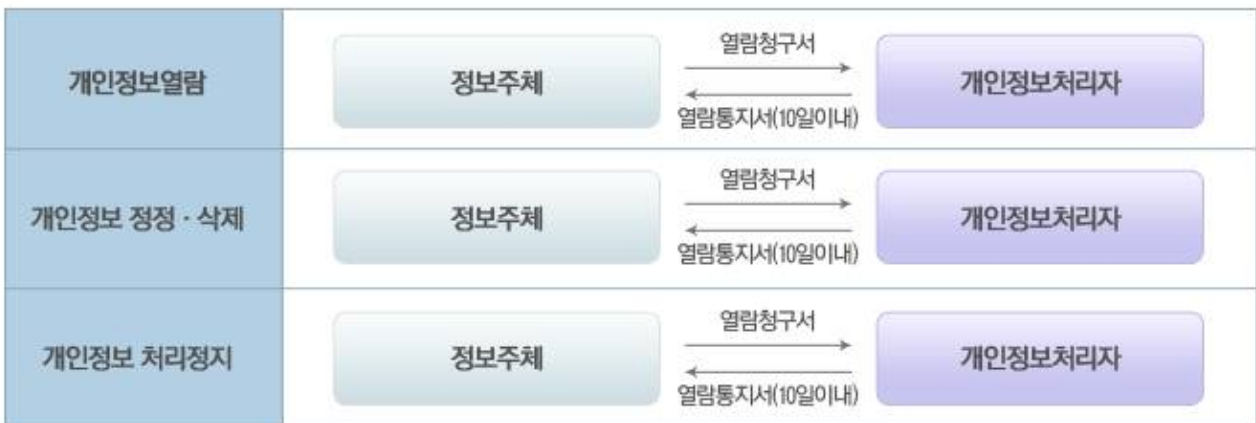 개인정보열람
정보주체
열람청구서
열람통지서(10일이내)
개인정보처리자
개인정보 정정 · 삭제
정보주체
열람청구서
열람통지서(10일이내)
개인정보처리자
개인정보 처리정지
정보주체
열람청구서
열람통지서(10일이내)
개인정보처리자